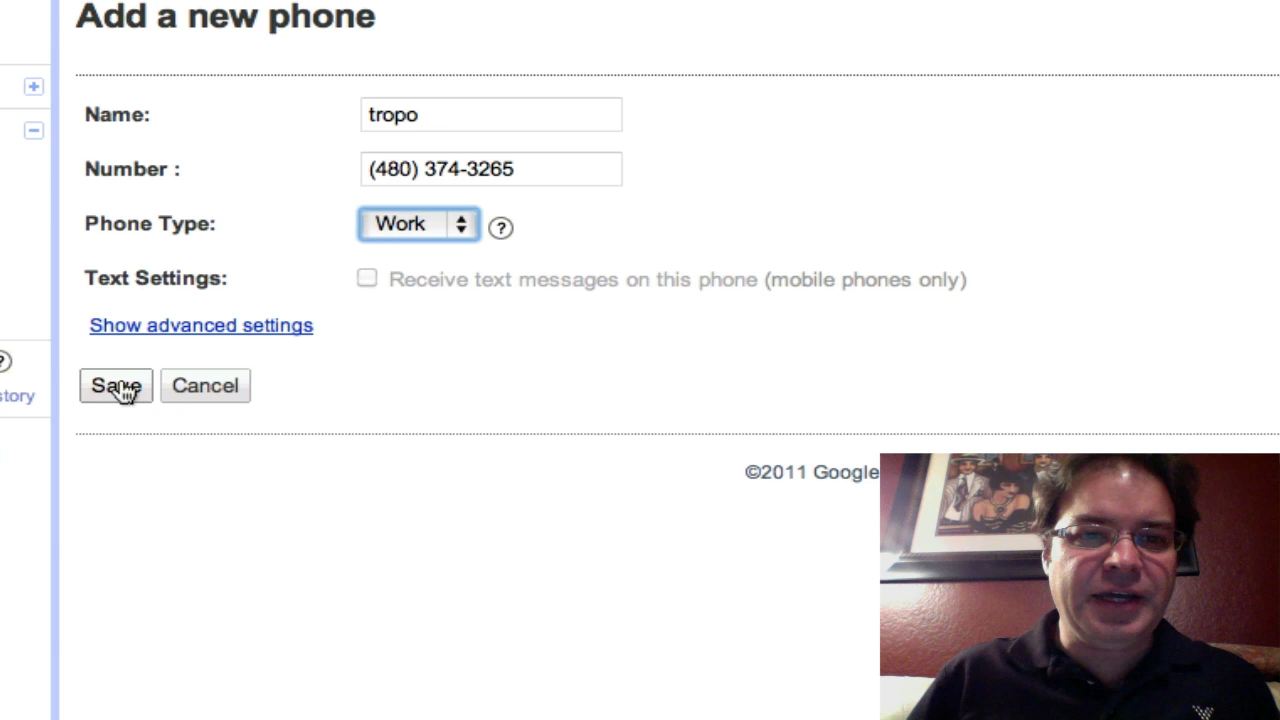 Add a new phone
Name:
tropo
Number :
(480) 374-3265
Phone Type:
Work
?
Text Settings:
Receive text messages on this phone (mobile phones only)
Show advanced settings
?
Save
Cancel
story
©2011 Google